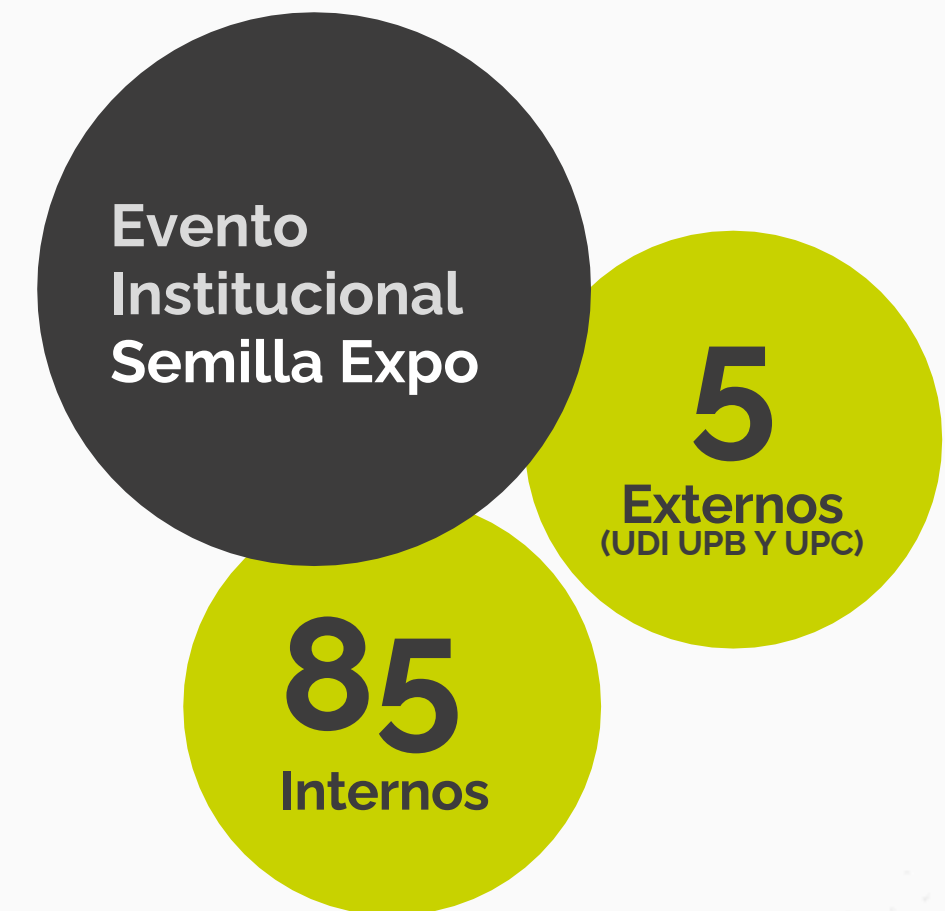 Evento
Institucional
Semilla Expo
5
Externos
(UDI UPB Y UPC)
85
Internos